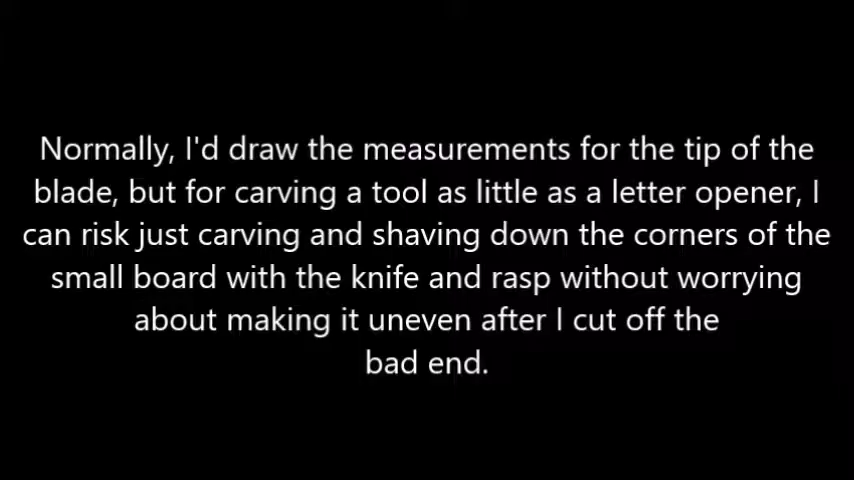 Normally, I'd draw the measurements for the tip of the
blade, but for carving a tool as little as a letter opener, I
can risk just carving and shaving down the corners of the
small board with the knife and rasp without worrying
about making it uneven after I cut off the
bad end.